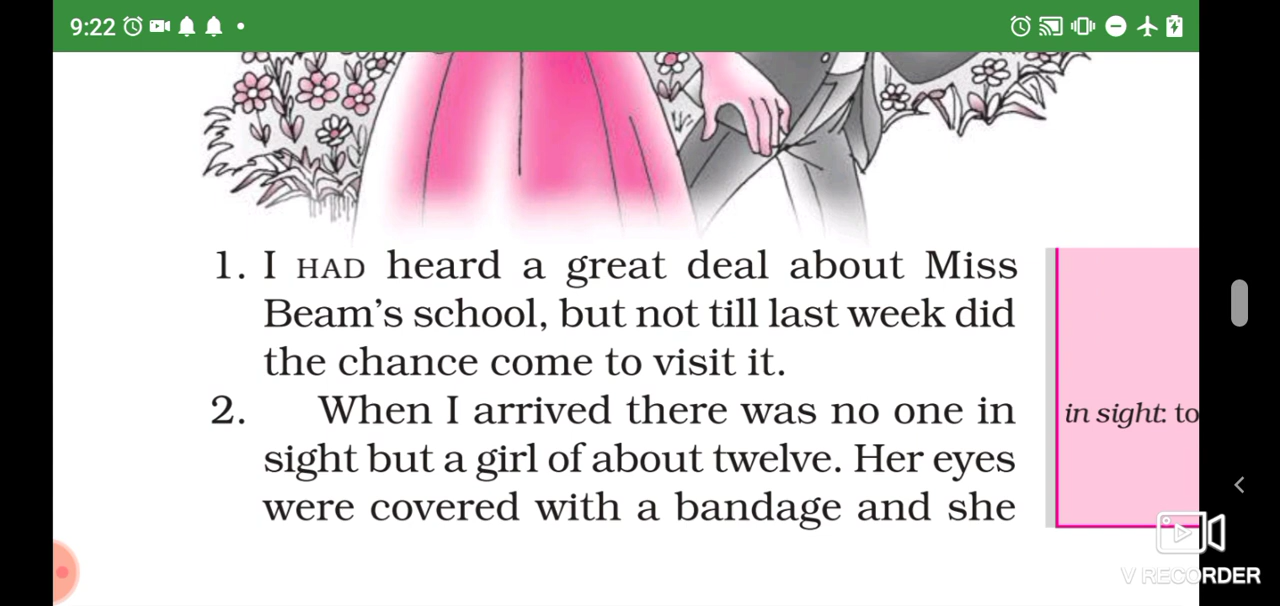 9:22
1. I HAD heard a great deal about Miss
Beam's school, but not till last week did
the chance come to visit it.
2. When I arrived there was no one in
sight but a girl of about twelve. Her eyes
were covered with a bandage and she
in sight: to
V RECORDER